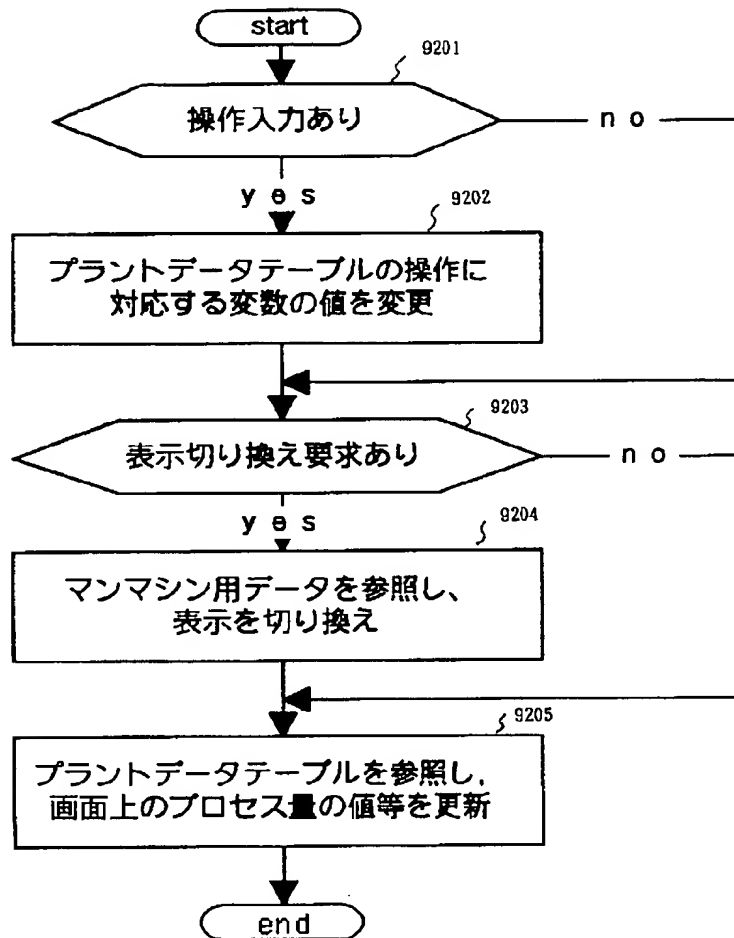 start
9201
操作入力あり
no
yes
9202
プラントデータテーブルの操作に
対応する変数の値を変更
9203
表示切り換え要求あり
no
yes
9204
マンマシン用データを参照し、
表示を切り換え
9205
プラントデータテーブルを参照し、
画面上のプロセス量の値等を更新
end